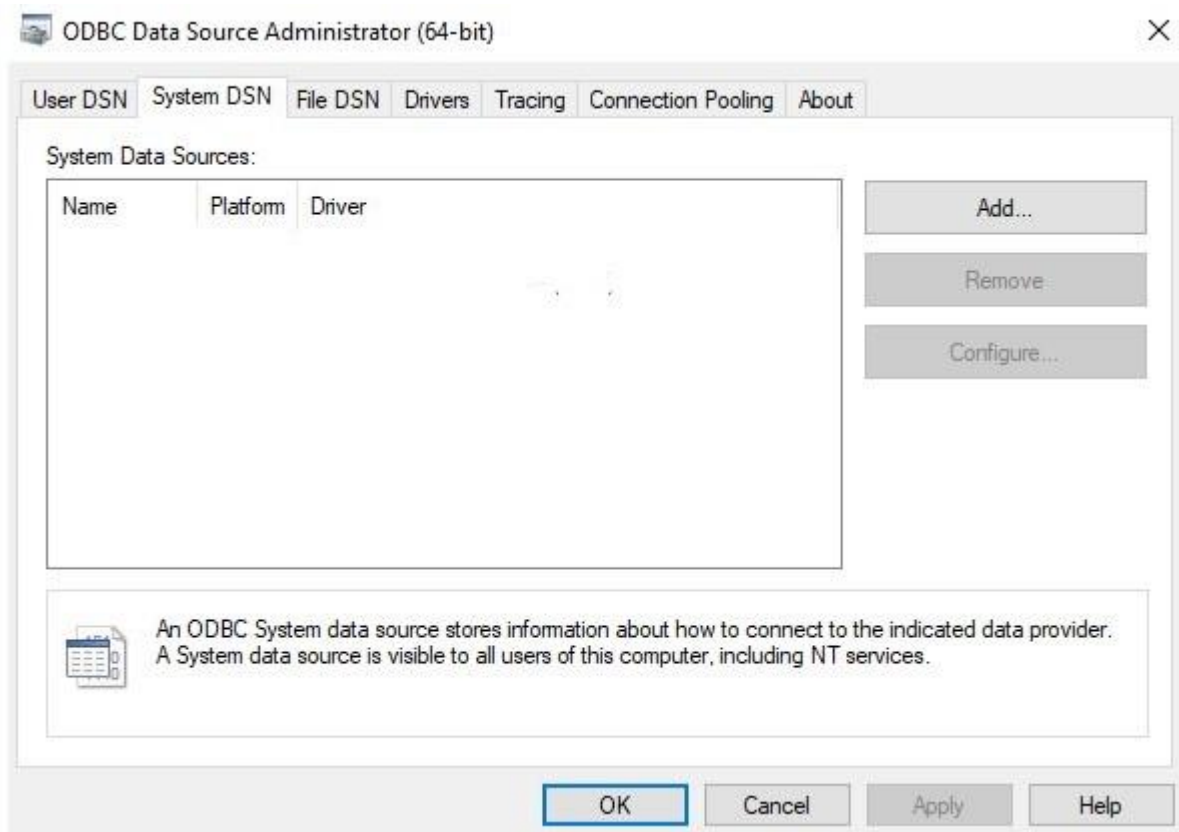 ODBC Data Source Administrator (64-bit)
User DSN System DSN File DSN Drivers Tracing Connection Pooling About
System Data Sources:
Name Platform Driver
Add...
Remove
Configure...
An ODBC System data source stores information about how to connect to the indicated data provider.
A System data source is visible to all users of this computer, including NT services.
OK Cancel Apply Help